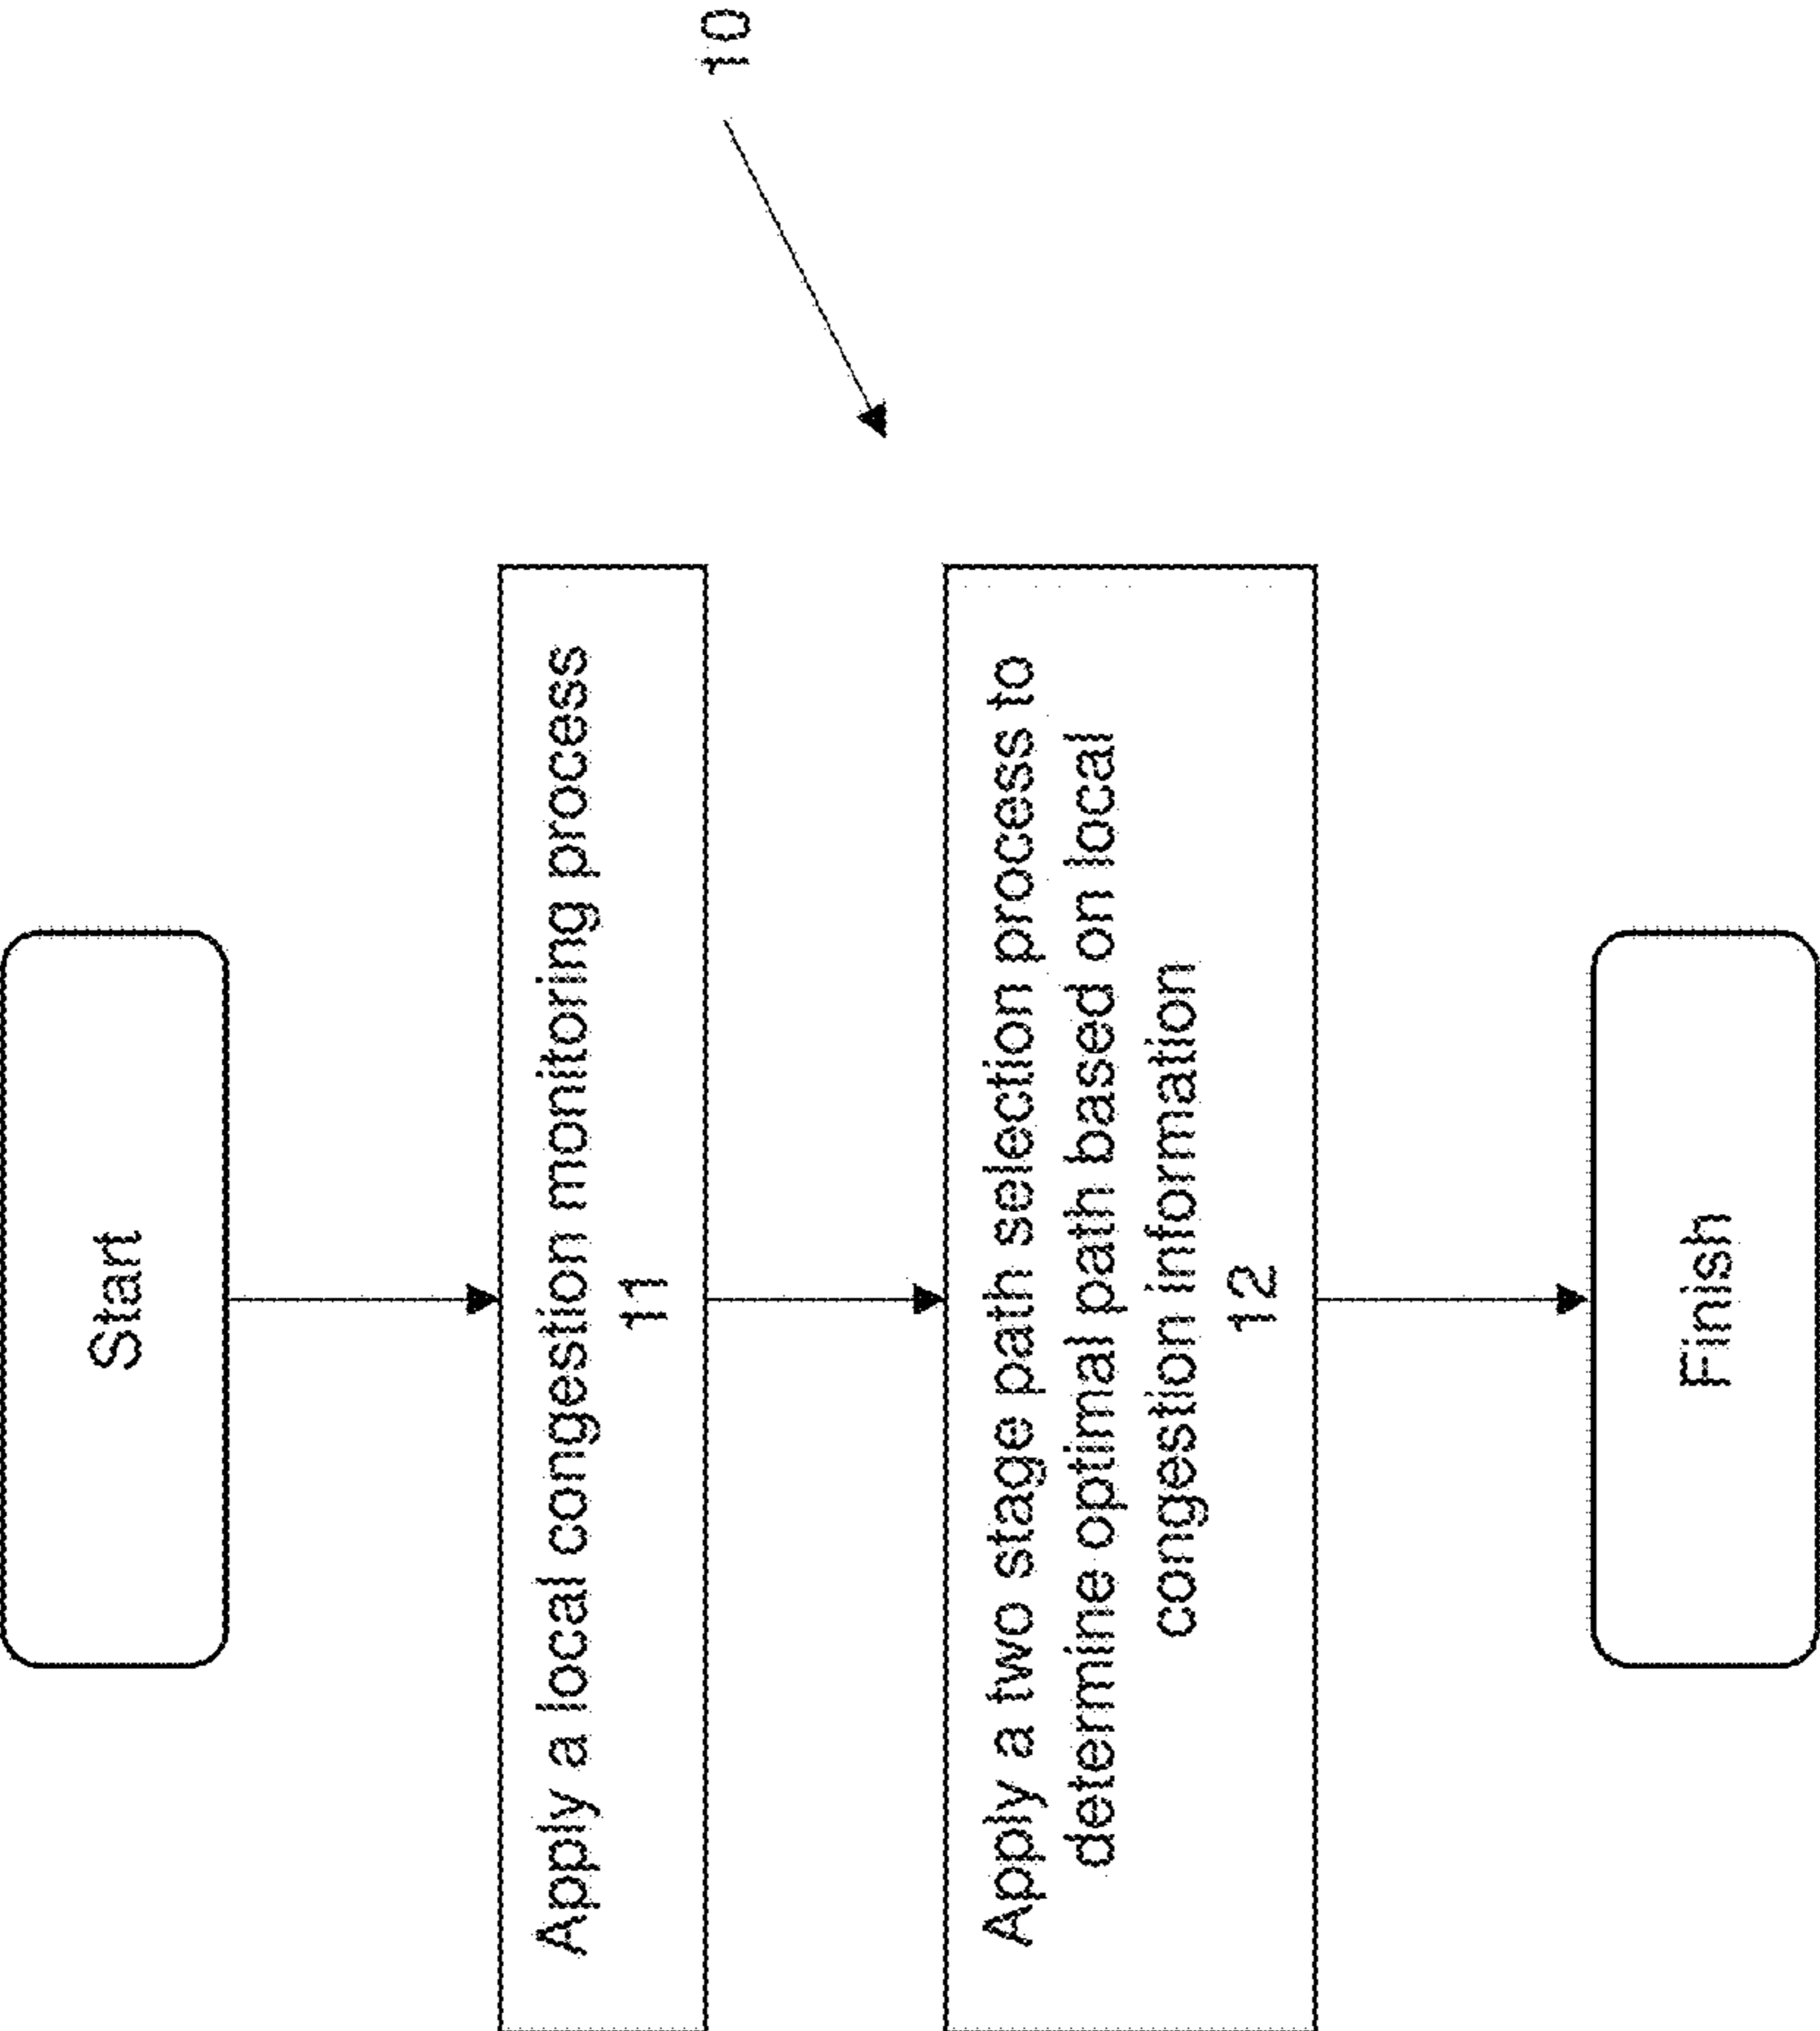 10
Start
Apply a local congestion monitoring process
11
Apply a two stage path selection process to
determine optimal path based on local
congestion information
12
Finish